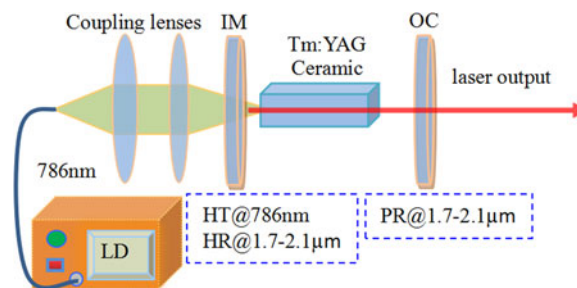 Coupling lenses
IM
OC
Tm:YAG
Ceramic
laser output
786nm
LD
HT@786nm
HR@1.7-2.1μm
PR@1.7-2.1μm